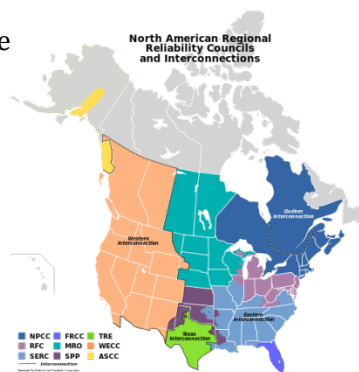 e
North American Regional
Reliability Councils
and Interconnections
Québec
Interconnection
Western
Interconnection
Eastern
Interconnection
Texas
Interconnection
NPCC FRCC TRE
RFC MRO WECC
SERC SPP ASCC
Interconnection